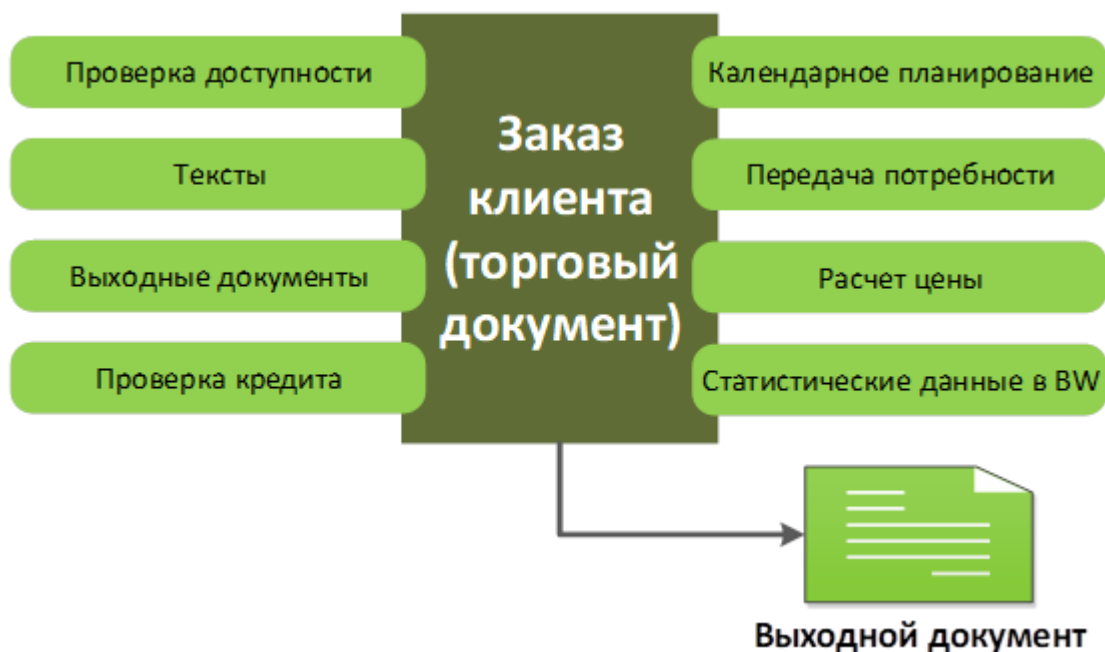 Проверка доступности
Тексты
Выходные документы
Проверка кредита
Заказ
клиента
(торговый
документ)
Календарное планирование
Передача потребности
Расчет цены
Статистические данные в BW
Выходной документ